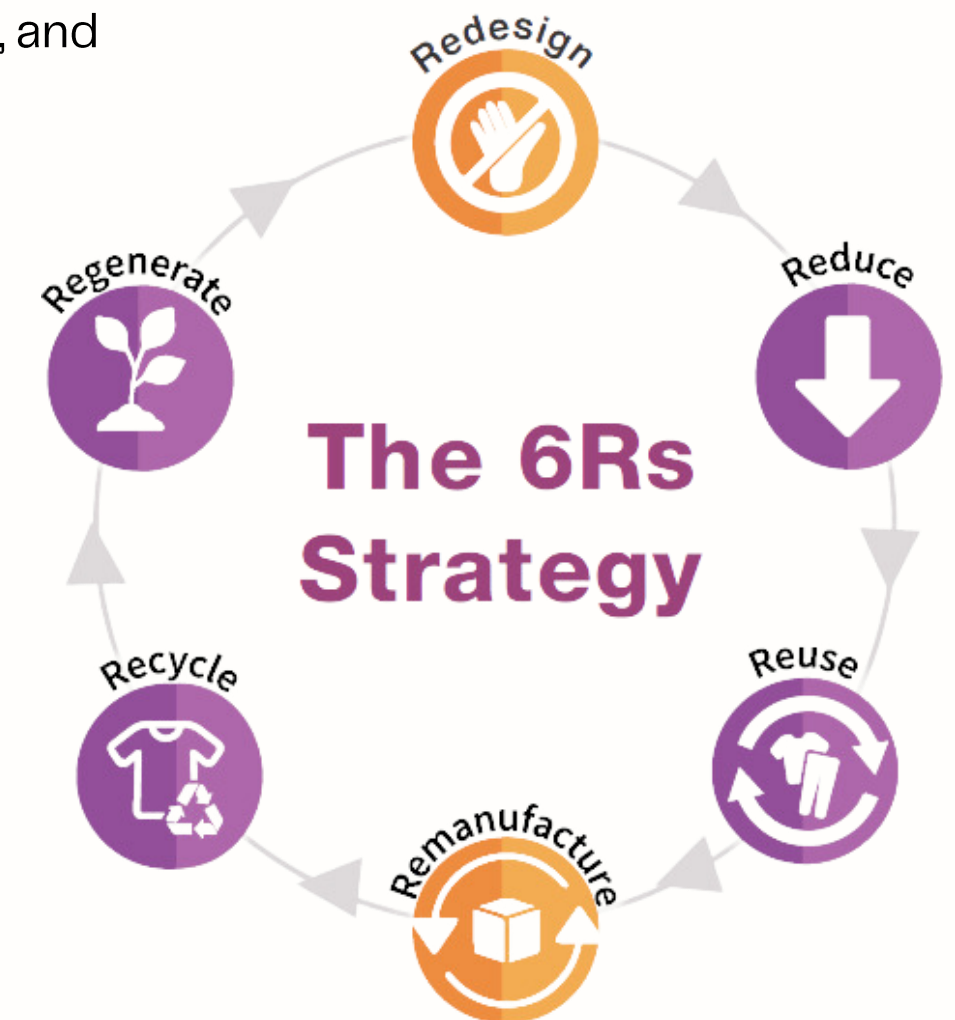 , and
Redesign
Reduce
Regenerate
The 6Rs
Strategy
Reuse
Recycle
Remanufacture